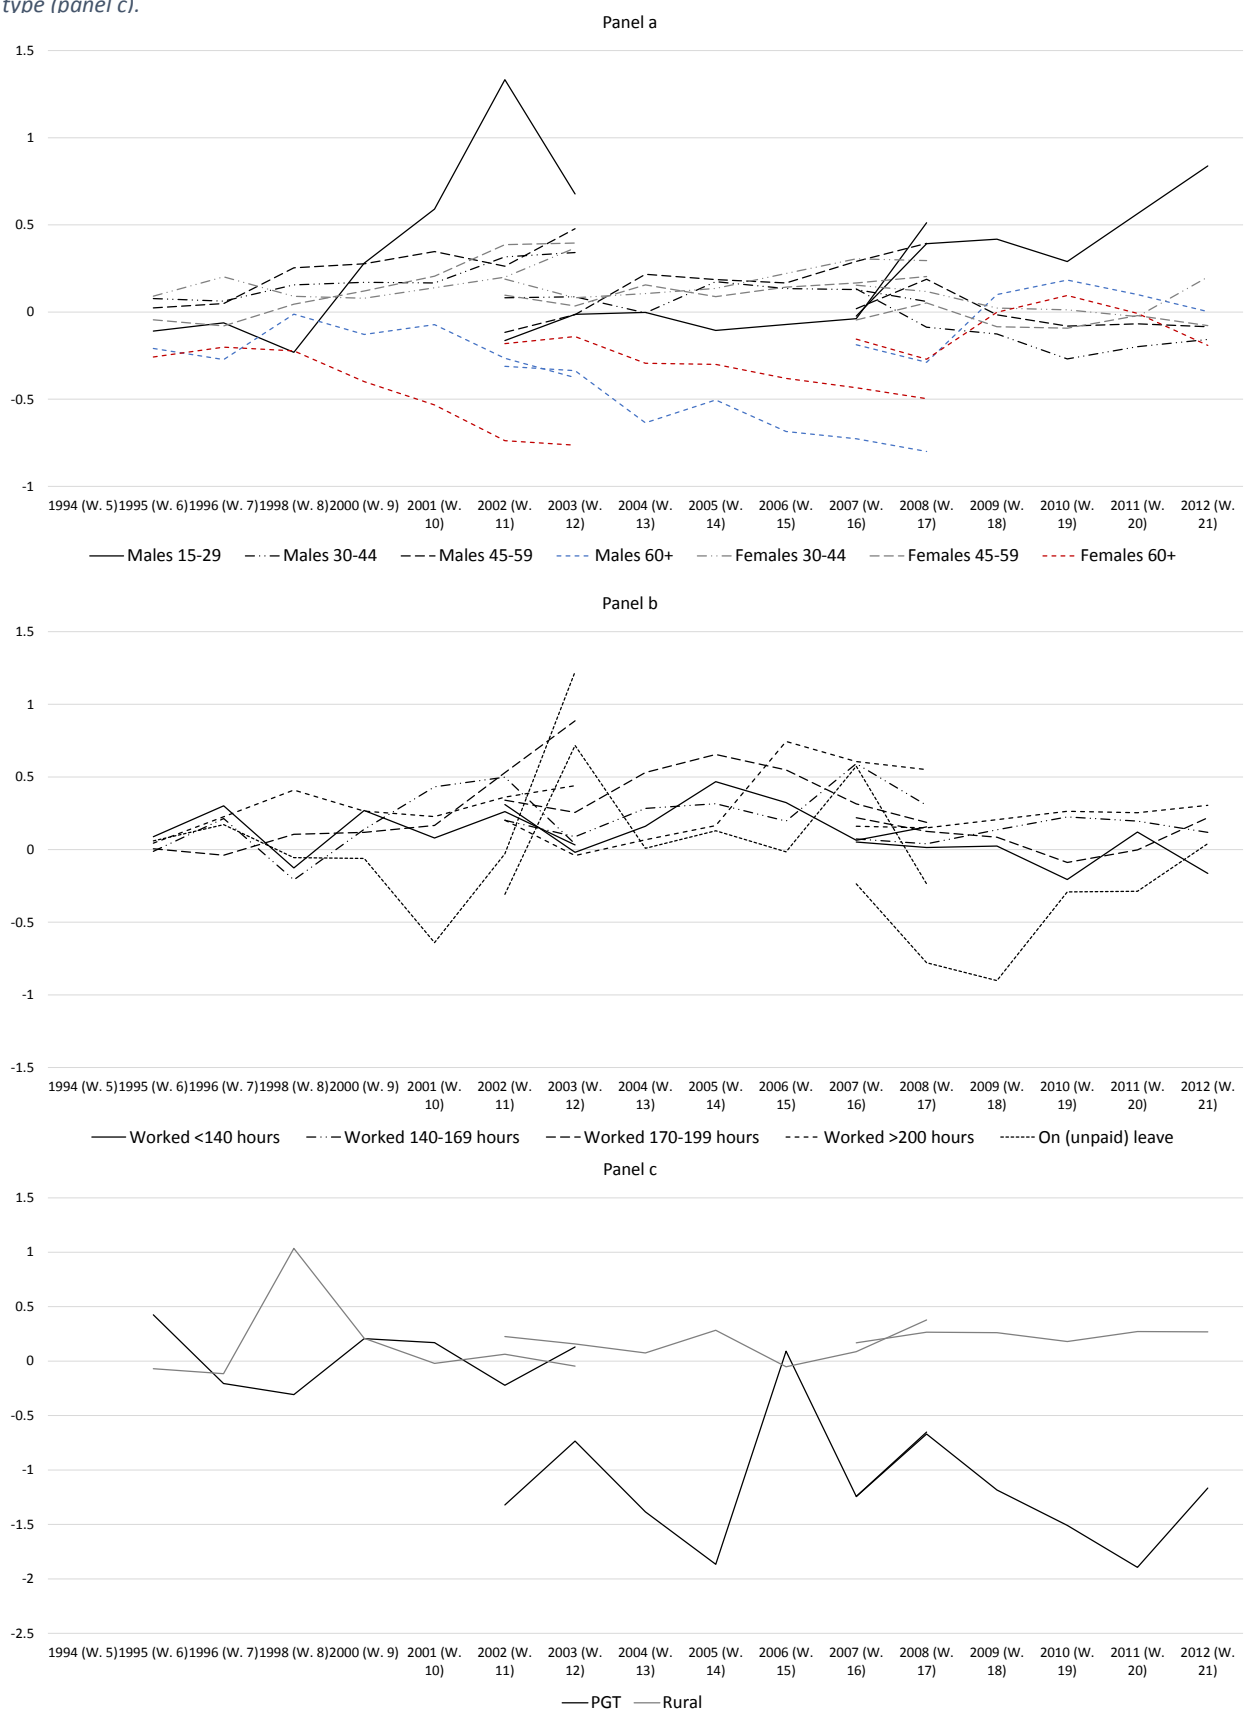 type (panel c).
Panel a
1.5
1
0.5
0
-0.5
-1
1994 (W. 5) 1995 (W. 6) 1996 (W. 7) 1998 (W. 8) 2000 (W. 9) 2001 (W. 10) 2002 (W. 11) 2003 (W. 12) 2004 (W. 13) 2005 (W. 14) 2006 (W. 15) 2007 (W. 16) 2008 (W. 17) 2009 (W. 18) 2010 (W. 19) 2011 (W. 20) 2012 (W. 21)
Males 15-29 Males 30-44 Males 45-59 Males 60+ Females 30-44 Females 45-59 Females 60+
Panel b
1.5
1
0.5
0
-0.5
-1
-1.5
1994 (W. 5) 1995 (W. 6) 1996 (W. 7) 1998 (W. 8) 2000 (W. 9) 2001 (W. 10) 2002 (W. 11) 2003 (W. 12) 2004 (W. 13) 2005 (W. 14) 2006 (W. 15) 2007 (W. 16) 2008 (W. 17) 2009 (W. 18) 2010 (W. 19) 2011 (W. 20) 2012 (W. 21)
Worked <140 hours Worked 140-169 hours Worked 170-199 hours Worked >200 hours On (unpaid) leave
Panel c
1.5
1
0.5
0
-0.5
-1
-1.5
-2
-2.5
1994 (W. 5) 1995 (W. 6) 1996 (W. 7) 1998 (W. 8) 2000 (W. 9) 2001 (W. 10) 2002 (W. 11) 2003 (W. 12) 2004 (W. 13) 2005 (W. 14) 2006 (W. 15) 2007 (W. 16) 2008 (W. 17) 2009 (W. 18) 2010 (W. 19) 2011 (W. 20) 2012 (W. 21)
PGT Rural